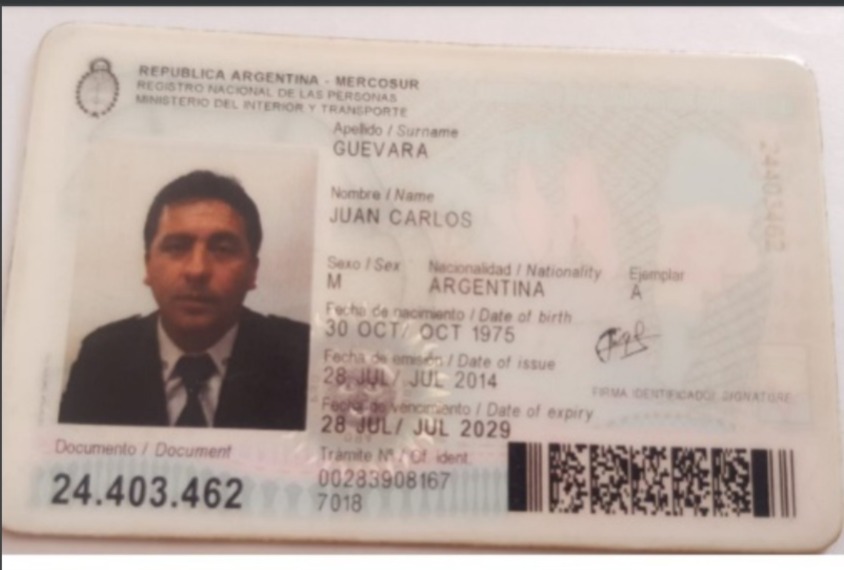 REPUBLICA ARGENTINA - MERCOSUR
REGISTRO NACIONAL DE LAS PERSONAS
MINISTERIO DEL INTERIOR Y TRANSPORTE
Apellido / Surname
GUEVARA
Nombre / Name
JUAN CARLOS
Sexo / Sex Nacionalidad / Nationality Ejemplar
M ARGENTINA A
Fecha de nacimiento / Date of birth
30 OCT/ OCT 1975
Fecha de emisión / Date of issue
28 JUL/ JUL 2014
FIRMA IDENTIFICADO/ SIGNATURE
Fecha de vencimiento / Date of expiry
28 JUL/ JUL 2029
Documento / Document
24.403.462
Trámite Nº / Of. ident.
00283908167
7018
24403462